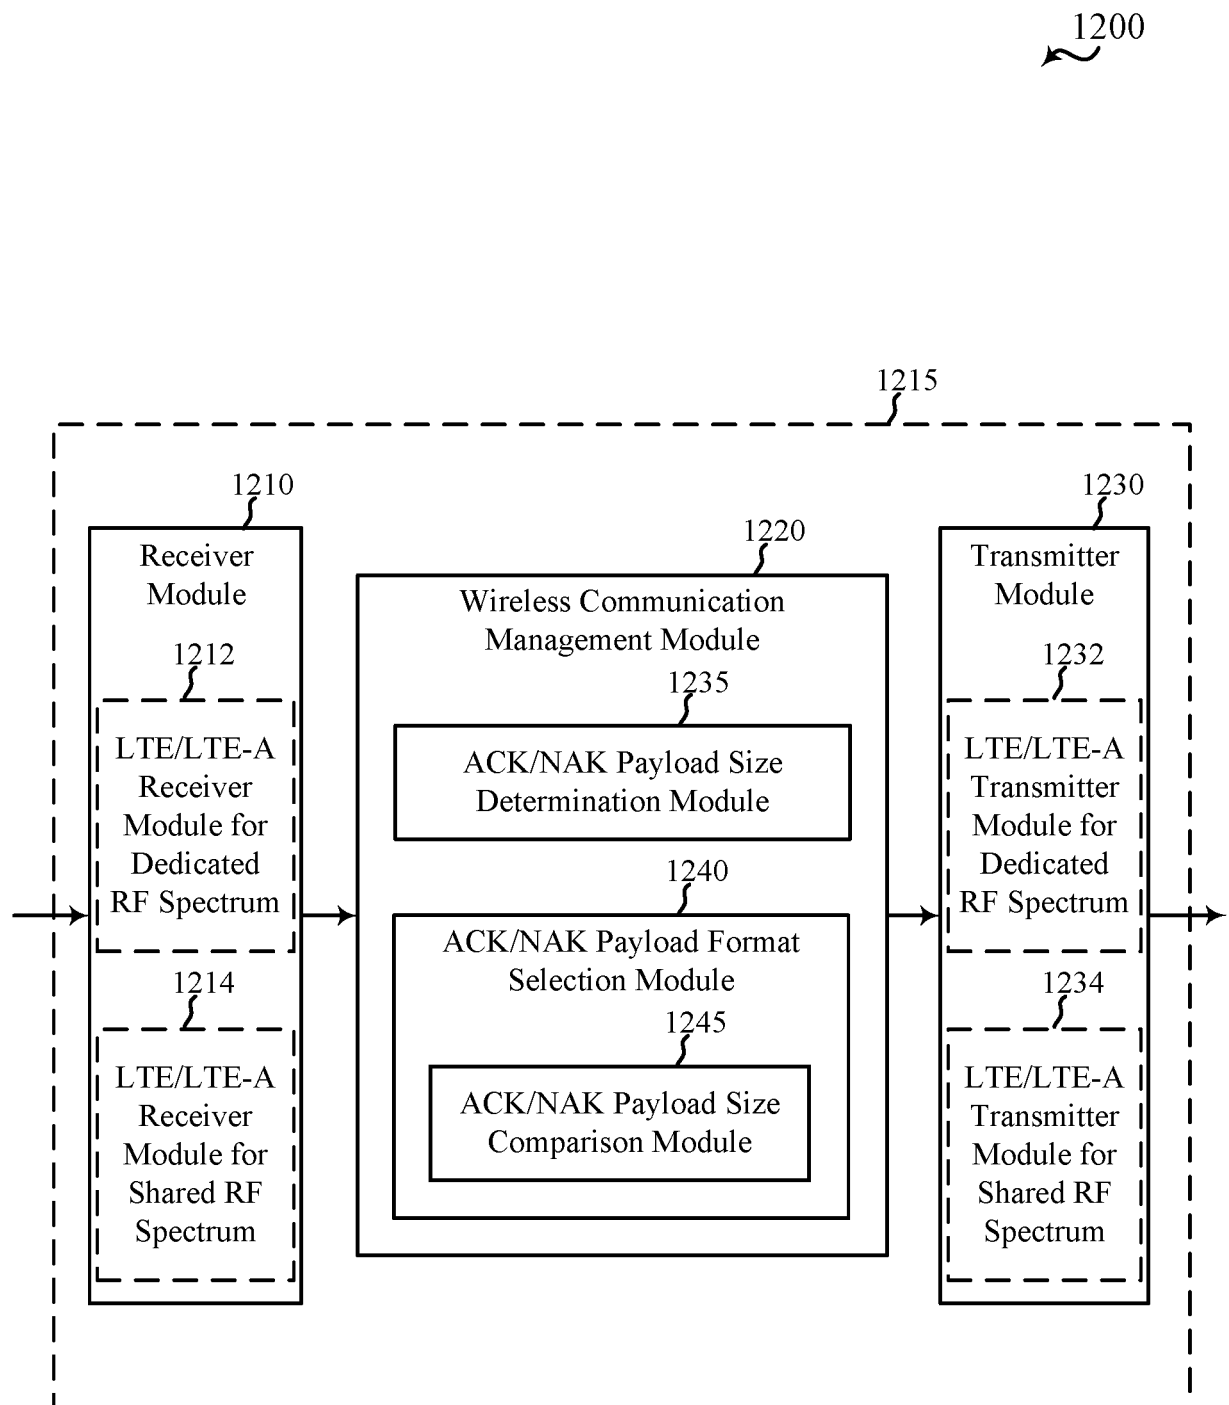 1200
1215
1210
Receiver
Module
1212
LTE/LTE-A
Receiver
Module for
Dedicated
RF Spectrum
1214
LTE/LTE-A
Receiver
Module for
Shared RF
Spectrum
1220
Wireless Communication
Management Module
1235
ACK/NAK Payload Size
Determination Module
1240
ACK/NAK Payload Format
Selection Module
1245
ACK/NAK Payload Size
Comparison Module
1230
Transmitter
Module
1232
LTE/LTE-A
Transmitter
Module for
Dedicated
RF Spectrum
1234
LTE/LTE-A
Transmitter
Module for
Shared RF
Spectrum